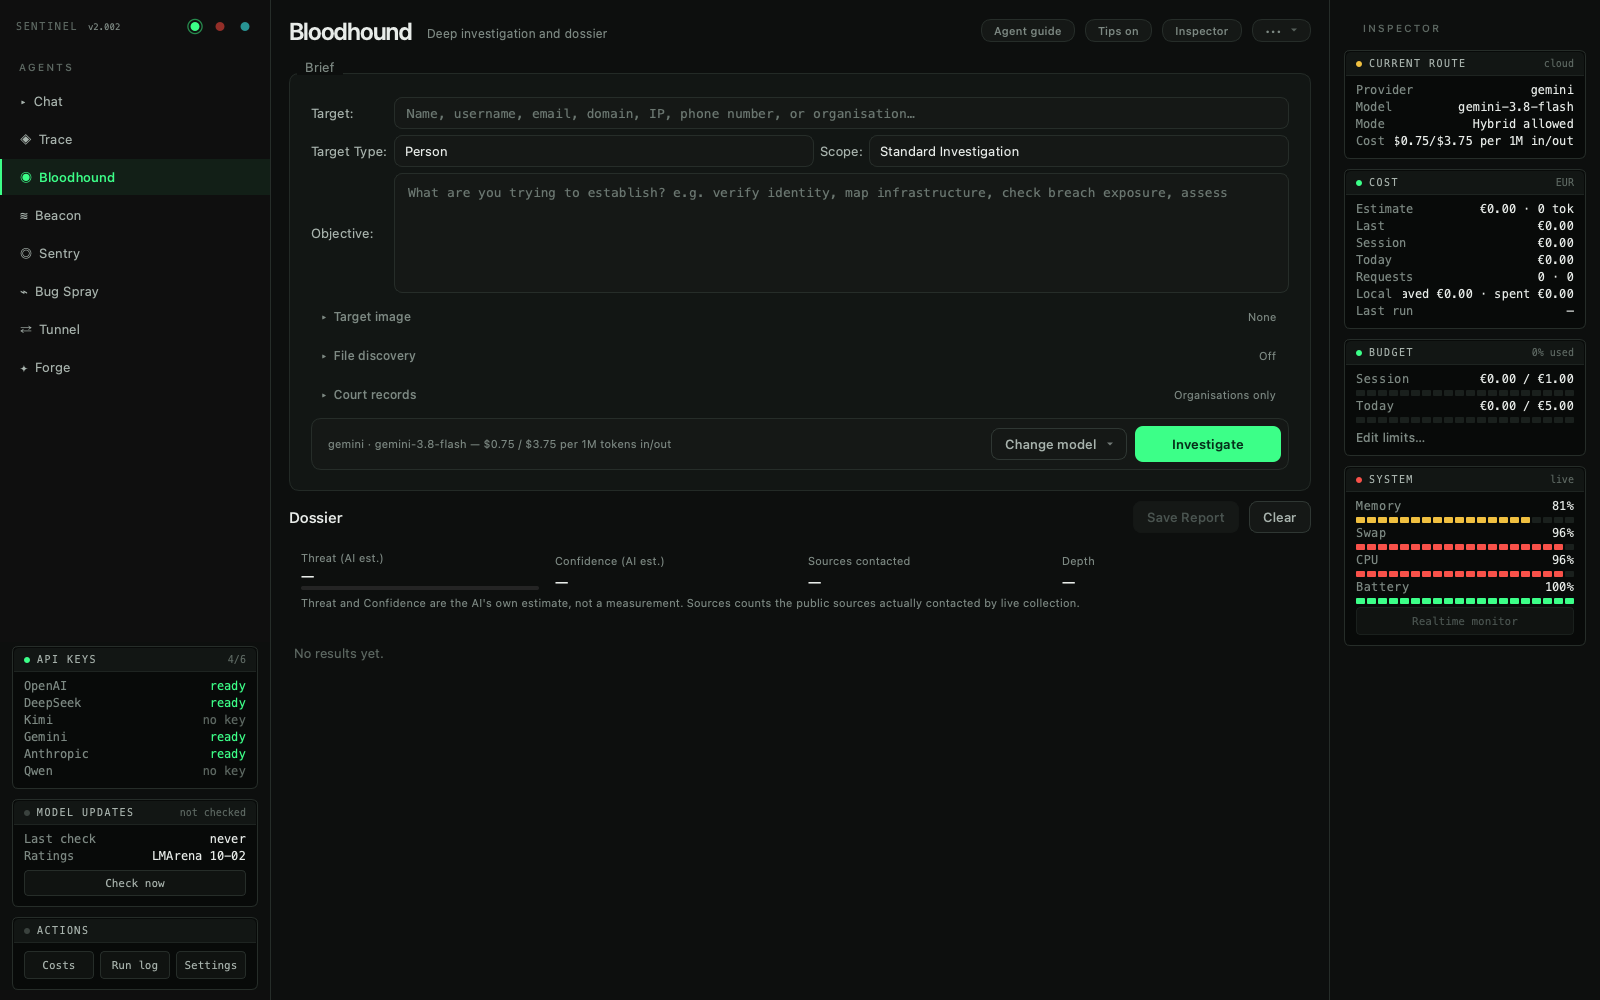 SENTINEL v2.002
AGENTS
Chat
Trace
Bloodhound
Beacon
Sentry
Bug Spray
Tunnel
Forge
API KEYS 4/6
OpenAI ready
DeepSeek ready
Kimi no key
Gemini ready
Anthropic ready
Qwen no key
MODEL UPDATES not checked
Last check never
Ratings LMArena 10-02
Check now
ACTIONS
Costs Run log Settings
Bloodhound Deep investigation and dossier
Agent guide Tips on Inspector ...
Brief
Target: Name, username, email, domain, IP, phone number, or organisation…
Target Type: Person Scope: Standard Investigation
Objective: What are you trying to establish? e.g. verify identity, map infrastructure, check breach exposure, assess
Target image None
File discovery Off
Court records Organisations only
gemini · gemini-3.8-flash — $0.75 / $3.75 per 1M tokens in/out Change model Investigate
Dossier Save Report Clear
Threat (AI est.) Confidence (AI est.) Sources contacted Depth
— — — —
Threat and Confidence are the AI's own estimate, not a measurement. Sources counts the public sources actually contacted by live collection.
No results yet.
INSPECTOR
CURRENT ROUTE cloud
Provider gemini
Model gemini-3.8-flash
Mode Hybrid allowed
Cost $0.75/$3.75 per 1M in/out
COST EUR
Estimate €0.00 · 0 tok
Last €0.00
Session €0.00
Today €0.00
Requests 0 · 0
Local aved €0.00 · spent €0.00
Last run —
BUDGET 0% used
Session €0.00 / €1.00
Today €0.00 / €5.00
Edit limits…
SYSTEM live
Memory 81%
Swap 96%
CPU 96%
Battery 100%
Realtime monitor